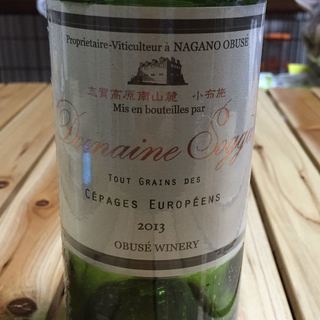 Proprietaire-Viticulteur à NAGANO OBUSÉ
志賀高原南山麓 小布施
Mis en bouteilles par
Domaine Sogga
TOUT GRAINS DES
CÉPAGES EUROPÉENS
2013
OBUSÉ WINERY